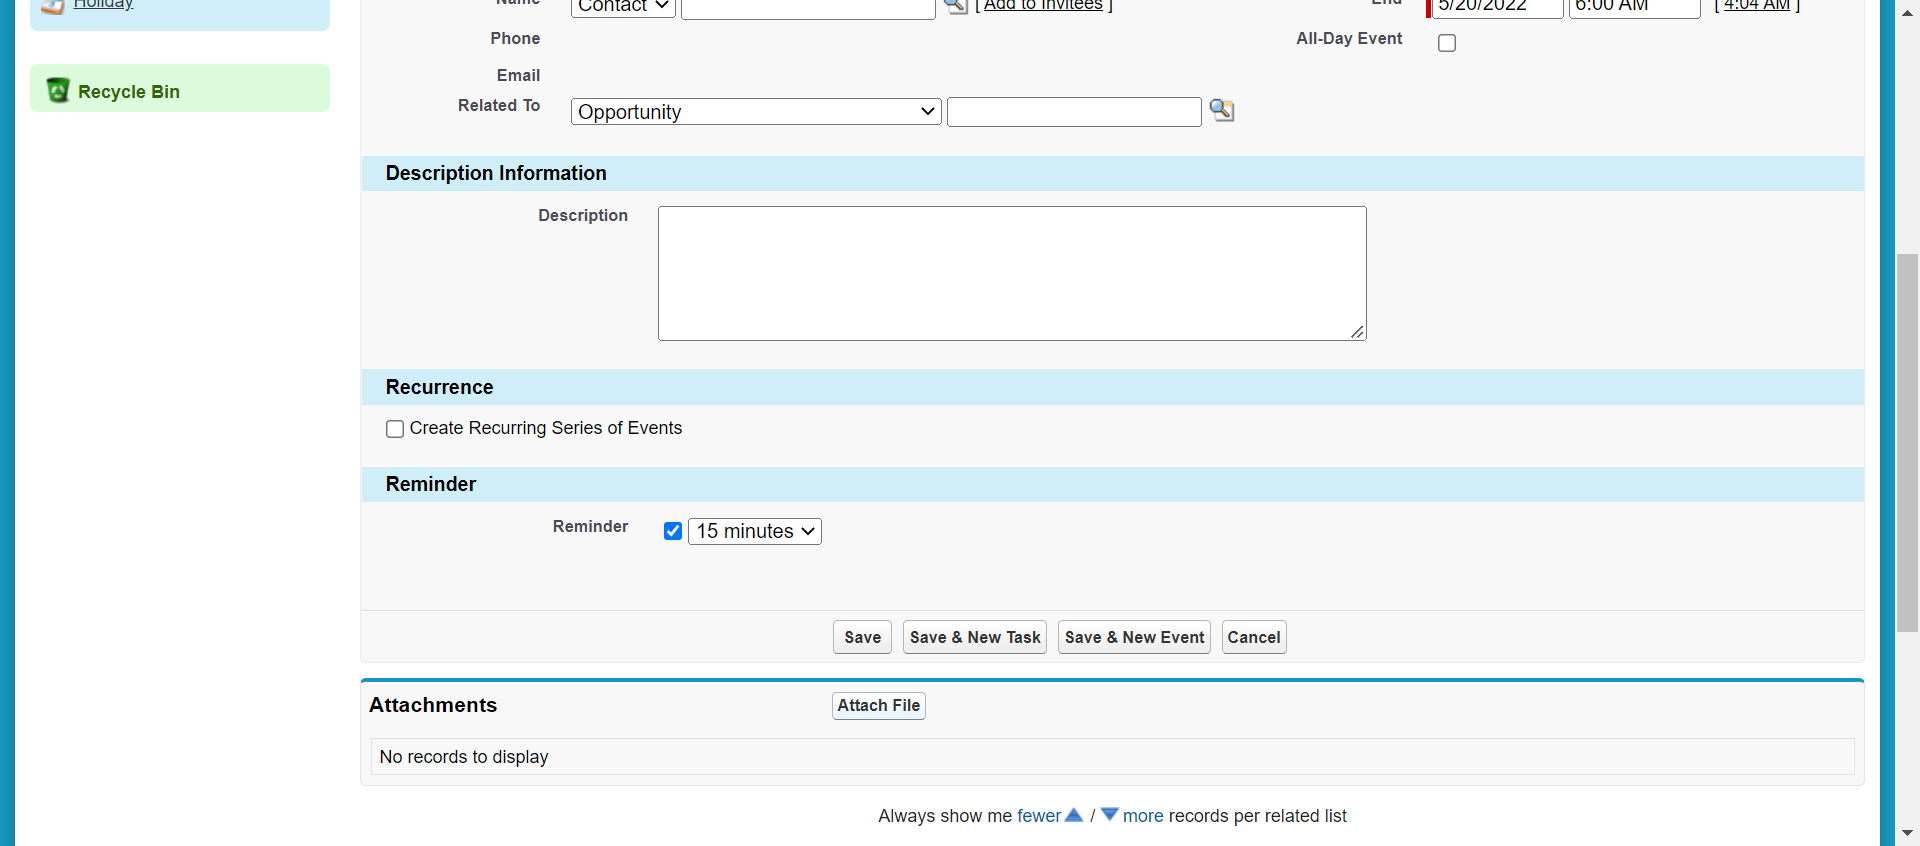 Holiday
Recycle Bin
Name Contact [ Add to Invitees ] End 5/20/2022 6:00 AM [ 4:04 AM ]
Phone All-Day Event
Email
Related To Opportunity
Description Information
Description
Recurrence
Create Recurring Series of Events
Reminder
Reminder 15 minutes
Save Save & New Task Save & New Event Cancel
Attachments Attach File
No records to display
Always show me fewer / more records per related list